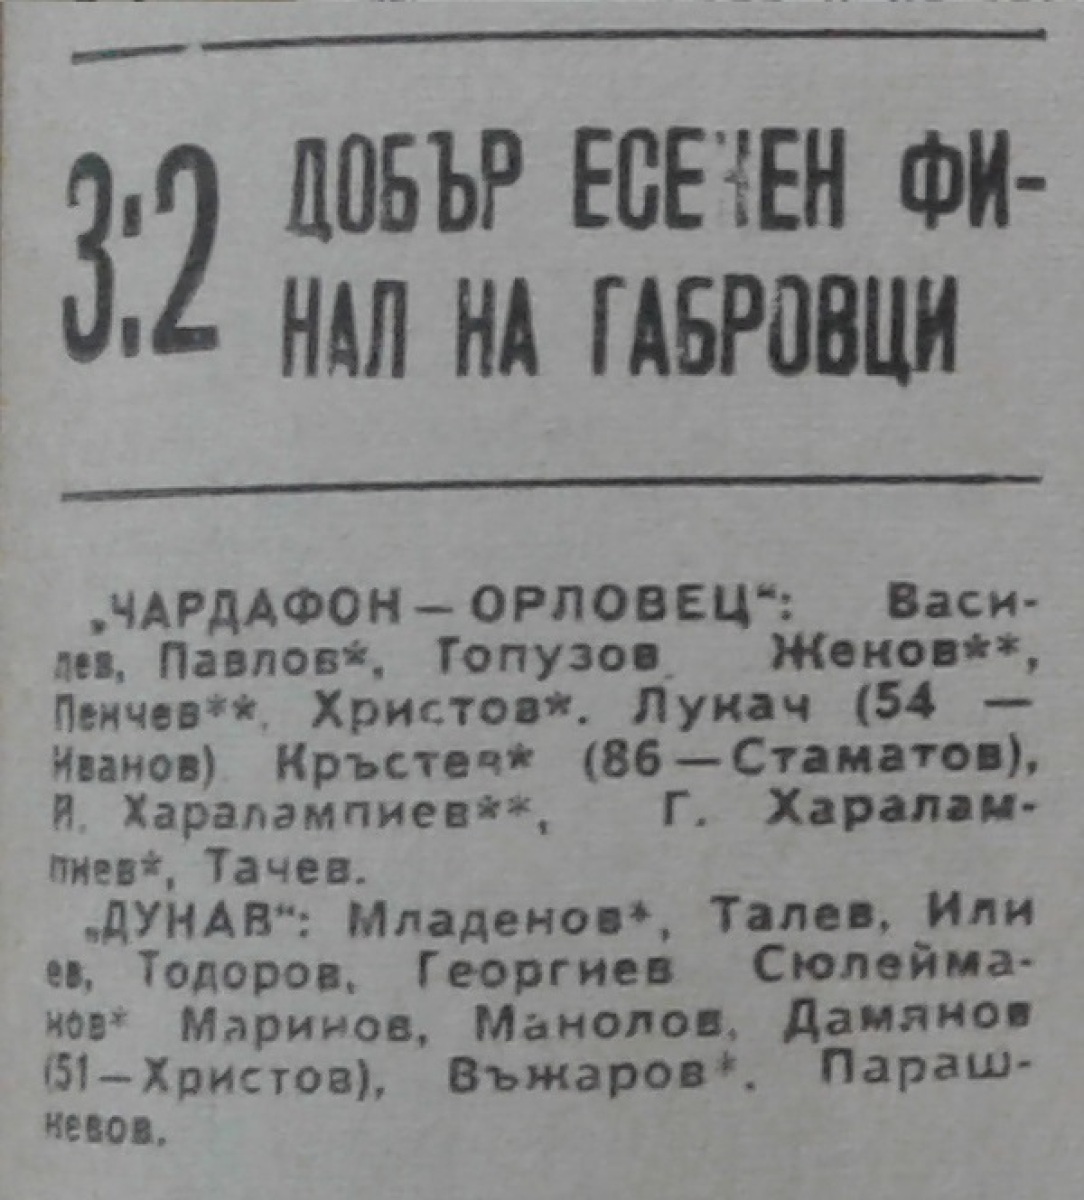 3:2 ДОБЪР ЕСЕНЕН ФИ-
НАЛ НА ГАБРОВЦИ
„ЧАРДАФОН — ОРЛОВЕЦ“: Васи-
лев, Павлов*, Топузов Женов**,
Пенчев**. Христов*. Лукач (54 —
Иванов) Кръстев* (86 — Стаматов),
И. Харалампиев**, Г. Харалам-
пиев*, Тачев.
„ДУНАВ“: Младенов*, Талев, Или
ев, Тодоров, Георгиев Сюлейма-
нов* Маринов, Манолов, Дамянов
(51 — Христов), Въжаров*. Параш-
кевов.